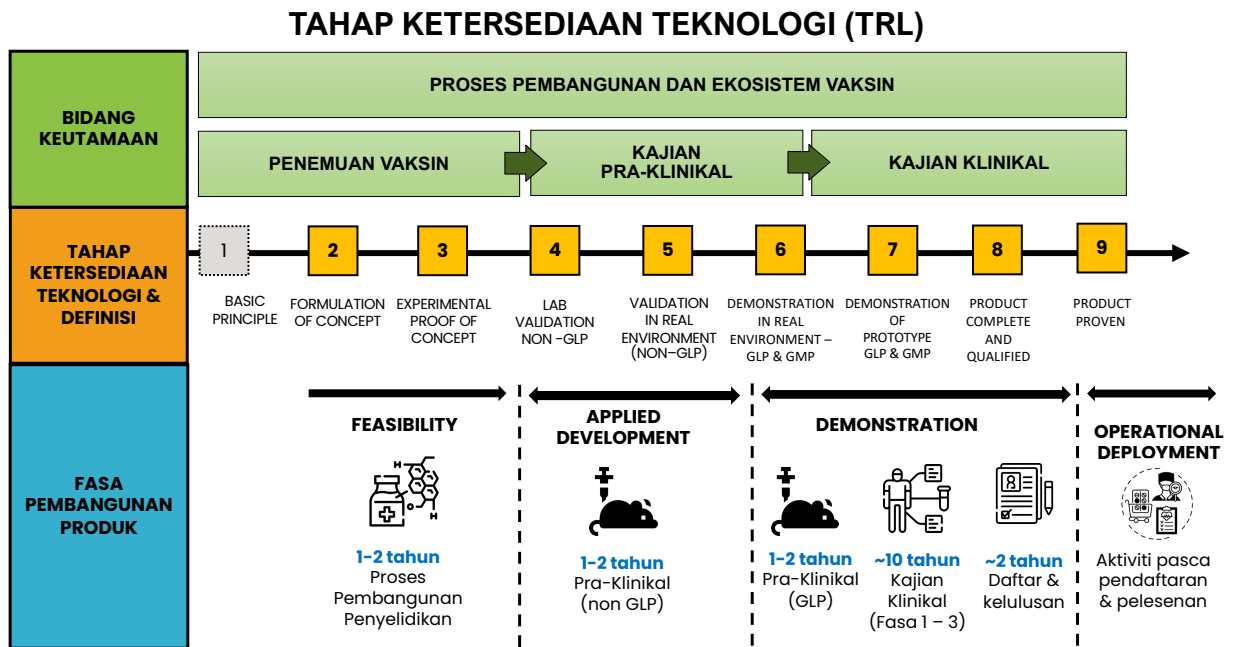 TAHAP KETERSEDIAAN TEKNOLOGI (TRL)
BIDANG
KEUTAMAAN
PROSES PEMBANGUNAN DAN EKOSISTEM VAKSIN
PENEMUAN VAKSIN
KAJIAN
PRA-KLINIKAL
KAJIAN KLINIKAL
TAHAP
KETERSEDIAAN
TEKNOLOGI &
DEFINISI
1
2
3
4
5
6
7
8
9
BASIC
PRINCIPLE
FORMULATION
OF CONCEPT
EXPERIMENTAL
PROOF OF
CONCEPT
LAB
VALIDATION
NON -GLP
VALIDATION
IN REAL
ENVIRONMENT
(NON–GLP)
DEMONSTRATION
IN REAL
ENVIRONMENT –
GLP & GMP
DEMONSTRATION
OF
PROTOTYPE
GLP & GMP
PRODUCT
COMPLETE
AND
QUALIFIED
PRODUCT
PROVEN
FASA
PEMBANGUNAN
PRODUK
FEASIBILITY
H
H
1-2 tahun
Proses
Pembangunan
Penyelidikan
APPLIED
DEVELOPMENT
1-2 tahun
Pra-Klinikal
(non GLP)
DEMONSTRATION
1-2 tahun
Pra-Klinikal
(GLP)
~10 tahun
Kajian
Klinikal
(Fasa 1 – 3)
~2 tahun
Daftar &
kelulusan
OPERATIONAL
DEPLOYMENT
Aktiviti pasca
pendaftaran
& pelesenan